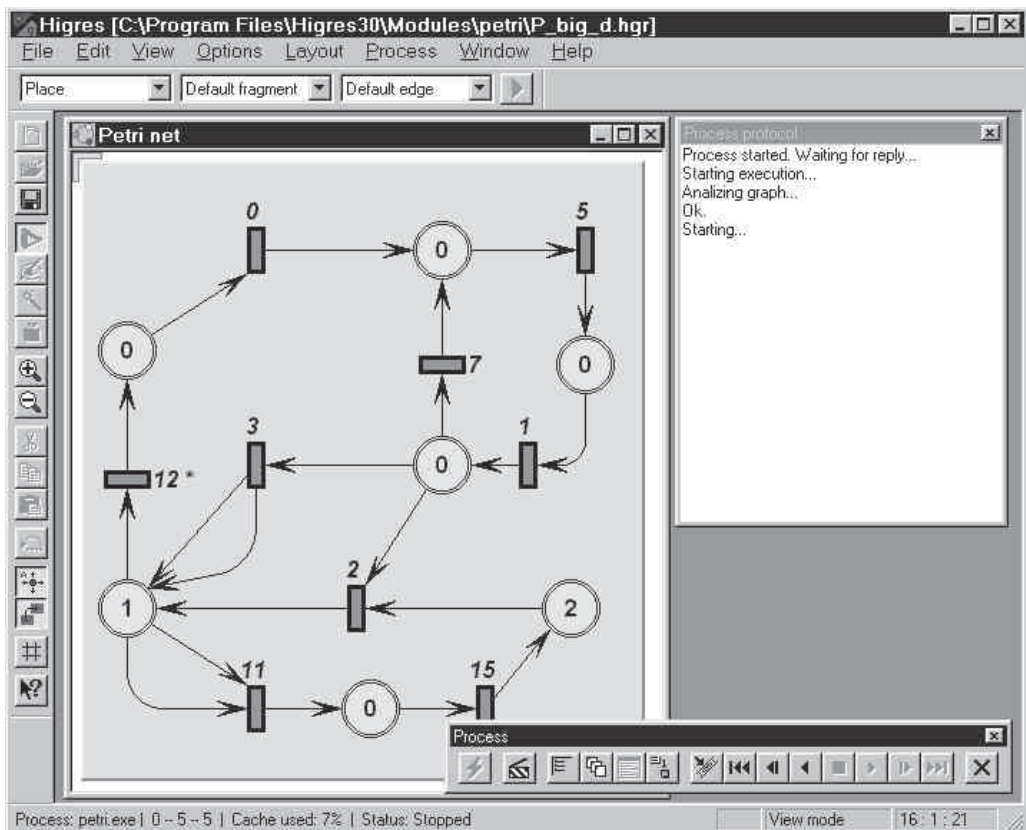 Higres [C:\Program Files\Higres30\Modules\petri\P_big_d.hgr]
File Edit View Options Layout Process Window Help
Place Default fragment Default edge
Petri net
Process protocol
Process started. Waiting for reply...
Starting execution...
Analizing graph...
Ok.
Starting...
0
5
0
0
0
7
3
1
0
12 *
2
1
2
11
15
0
Process
Process: petri.exe | 0 -- 5 -- 5 | Cache used: 7% | Status: Stopped View mode 16 : 1 : 21